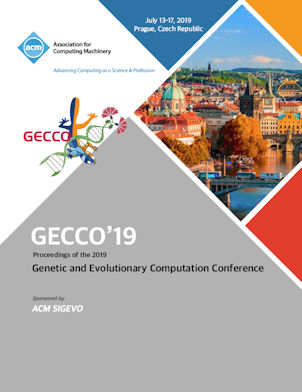 July 13-17, 2019
Prague, Czech Republic
acm
Association for
Computing Machinery
Advancing Computing as a Science & Profession
GECCO
GECCO'19
Proceedings of the 2019
Genetic and Evolutionary Computation Conference
Sponsored by:
ACM SIGEVO